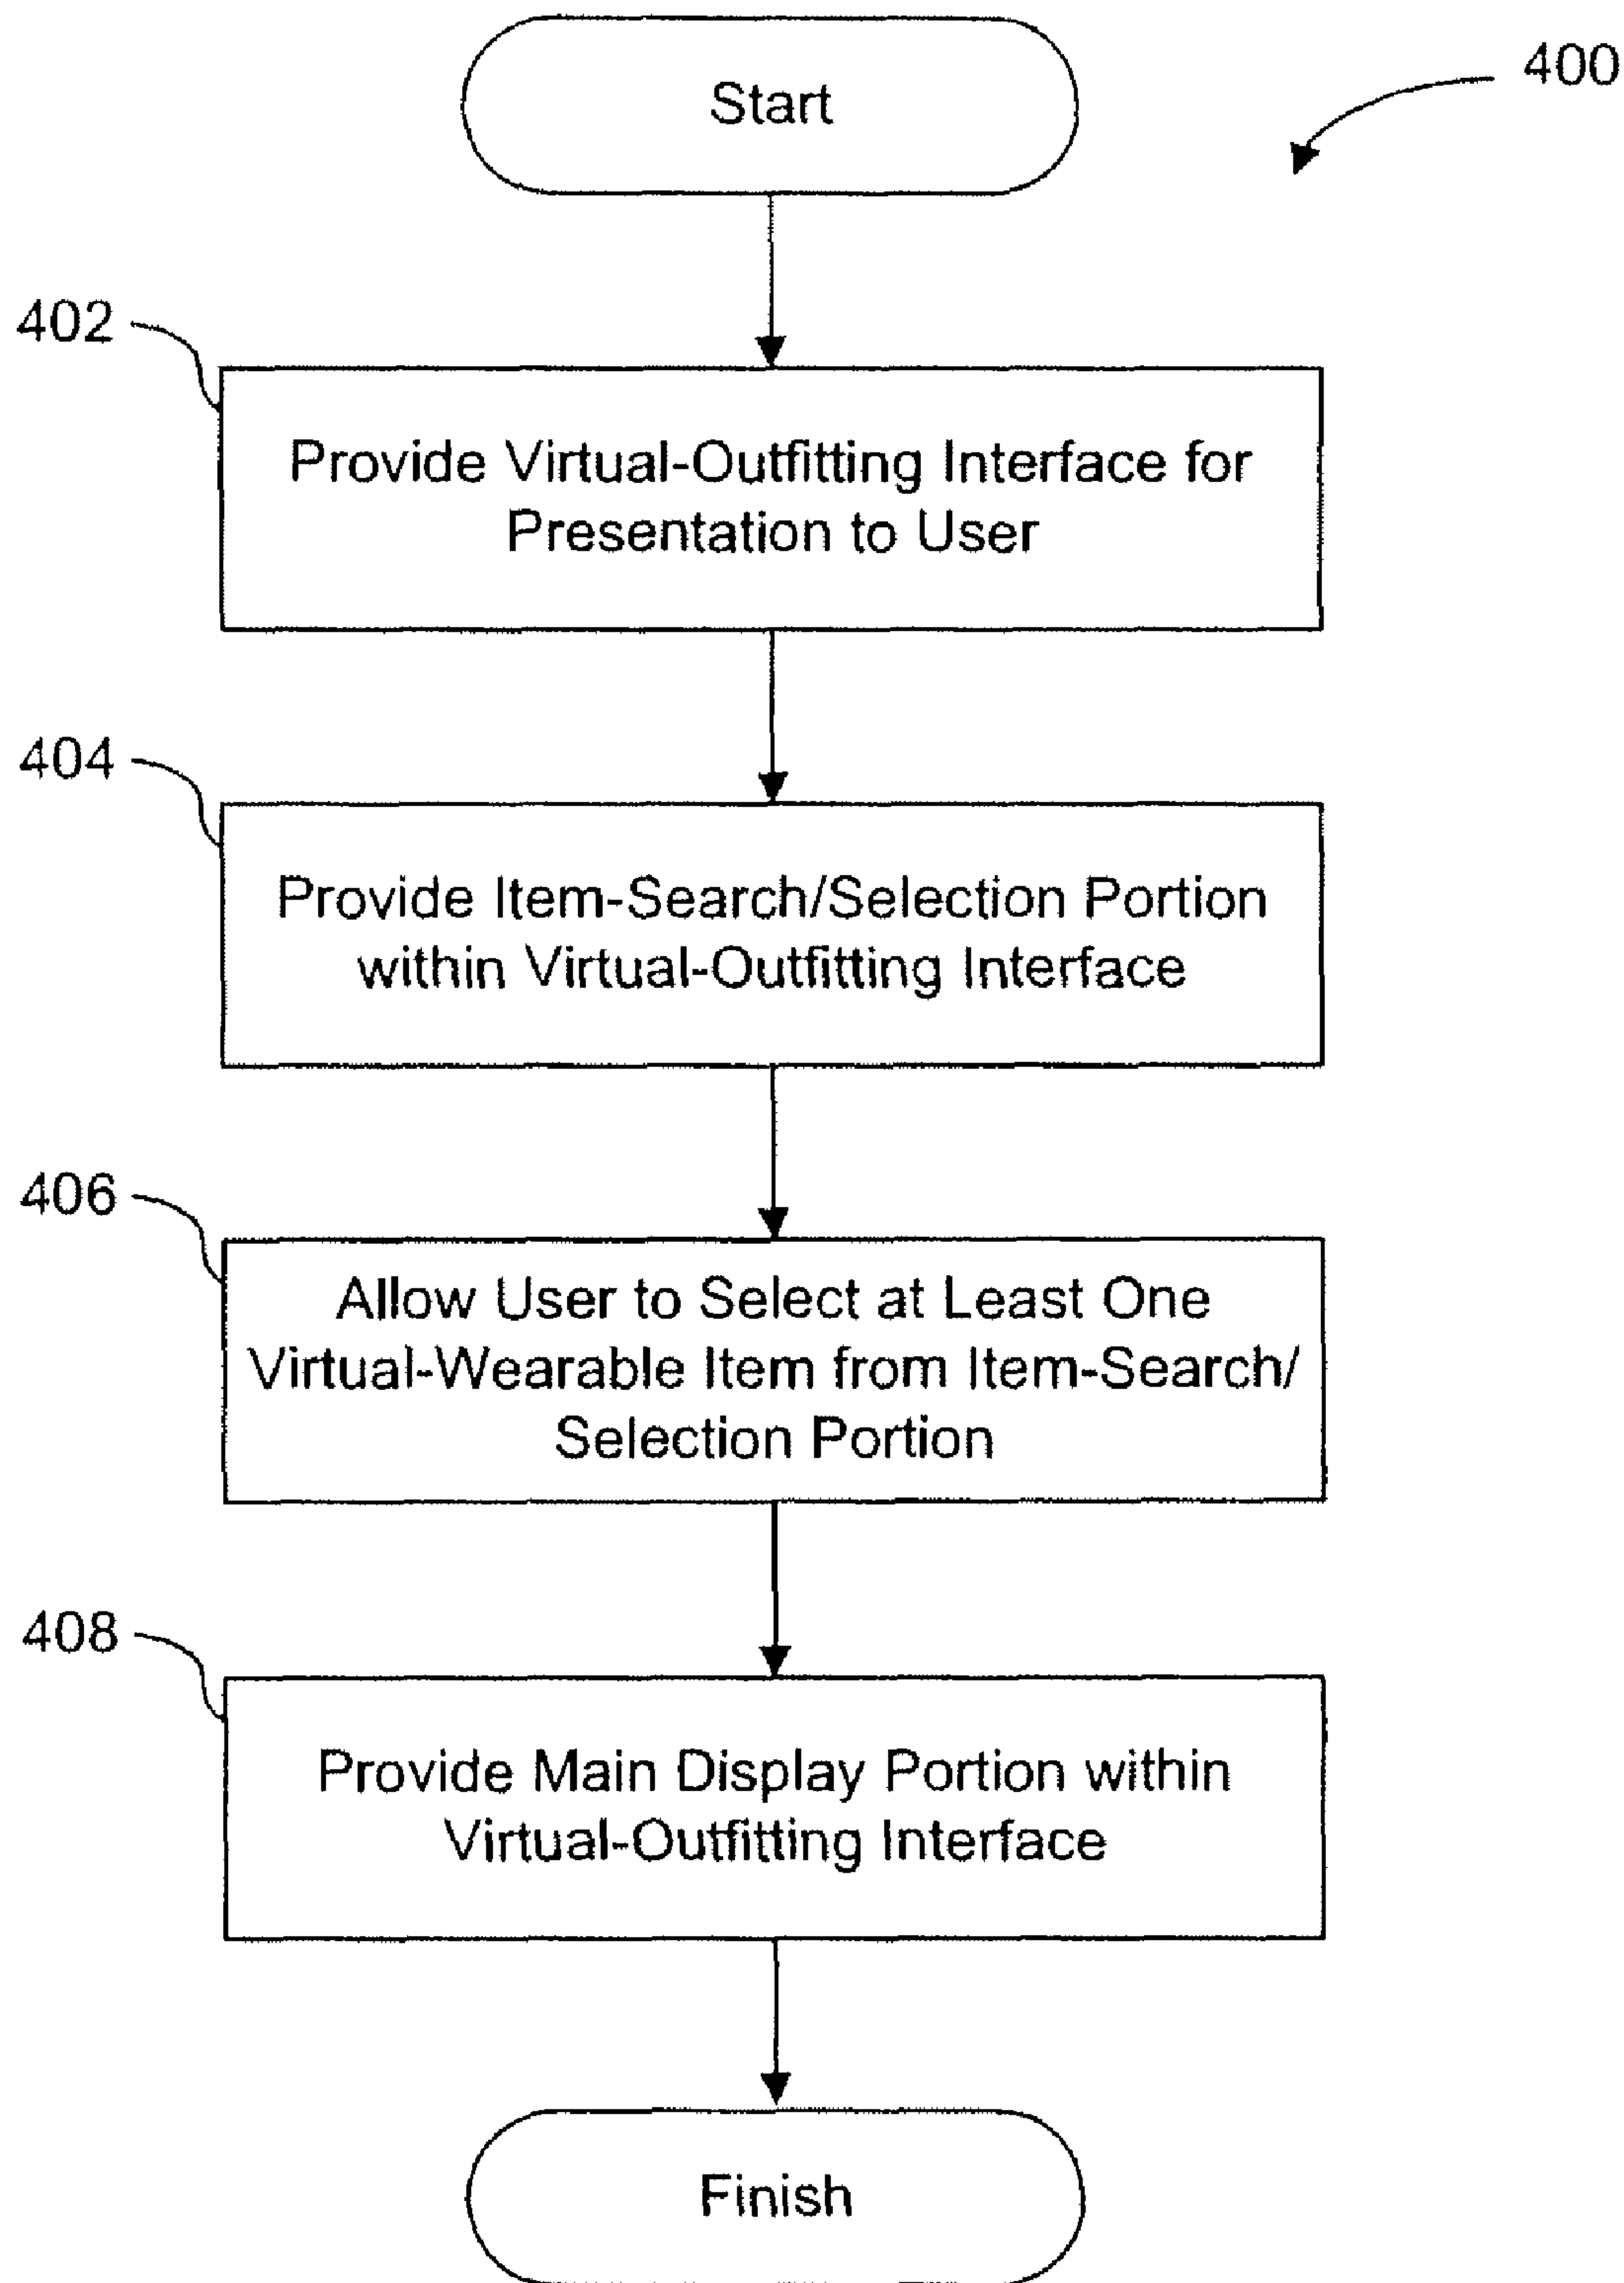 Start
400
402
Provide Virtual-Outfitting Interface for
Presentation to User
404
Provide Item-Search/Selection Portion
within Virtual-Outfitting Interface
406
Allow User to Select at Least One
Virtual-Wearable Item from Item-Search/
Selection Portion
408
Provide Main Display Portion within
Virtual-Outfitting Interface
Finish